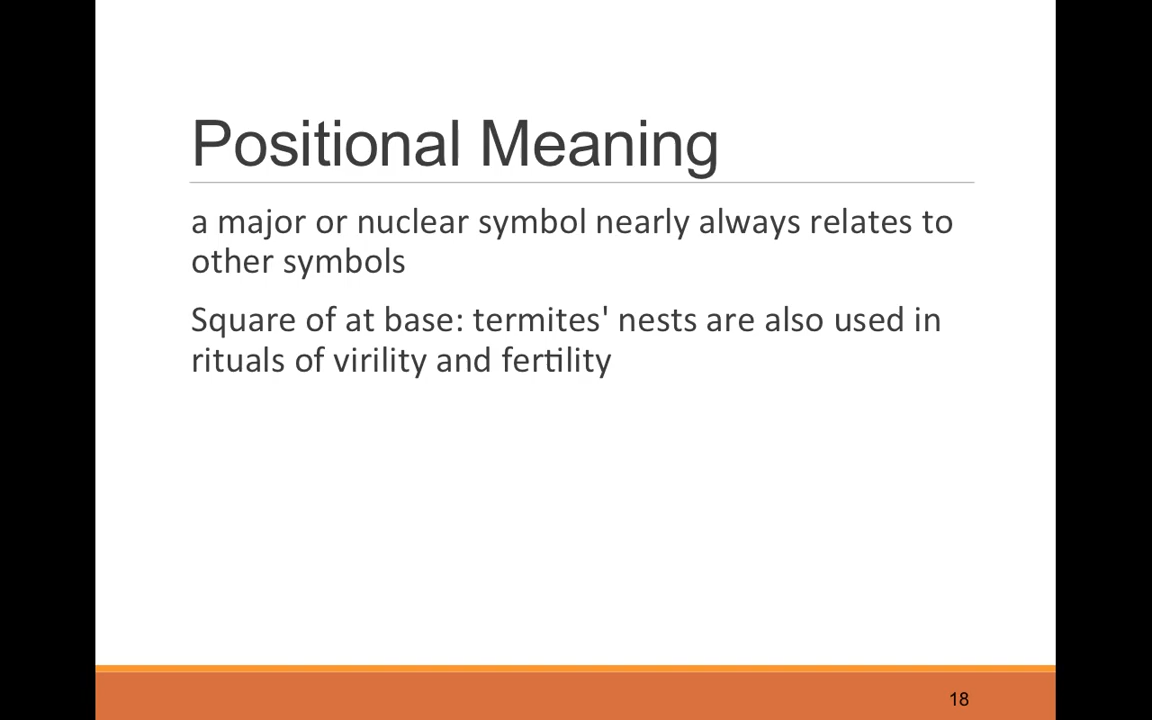 Positional Meaning
a major or nuclear symbol nearly always relates to
other symbols
Square of at base: termites' nests are also used in
rituals of virility and fertility
18